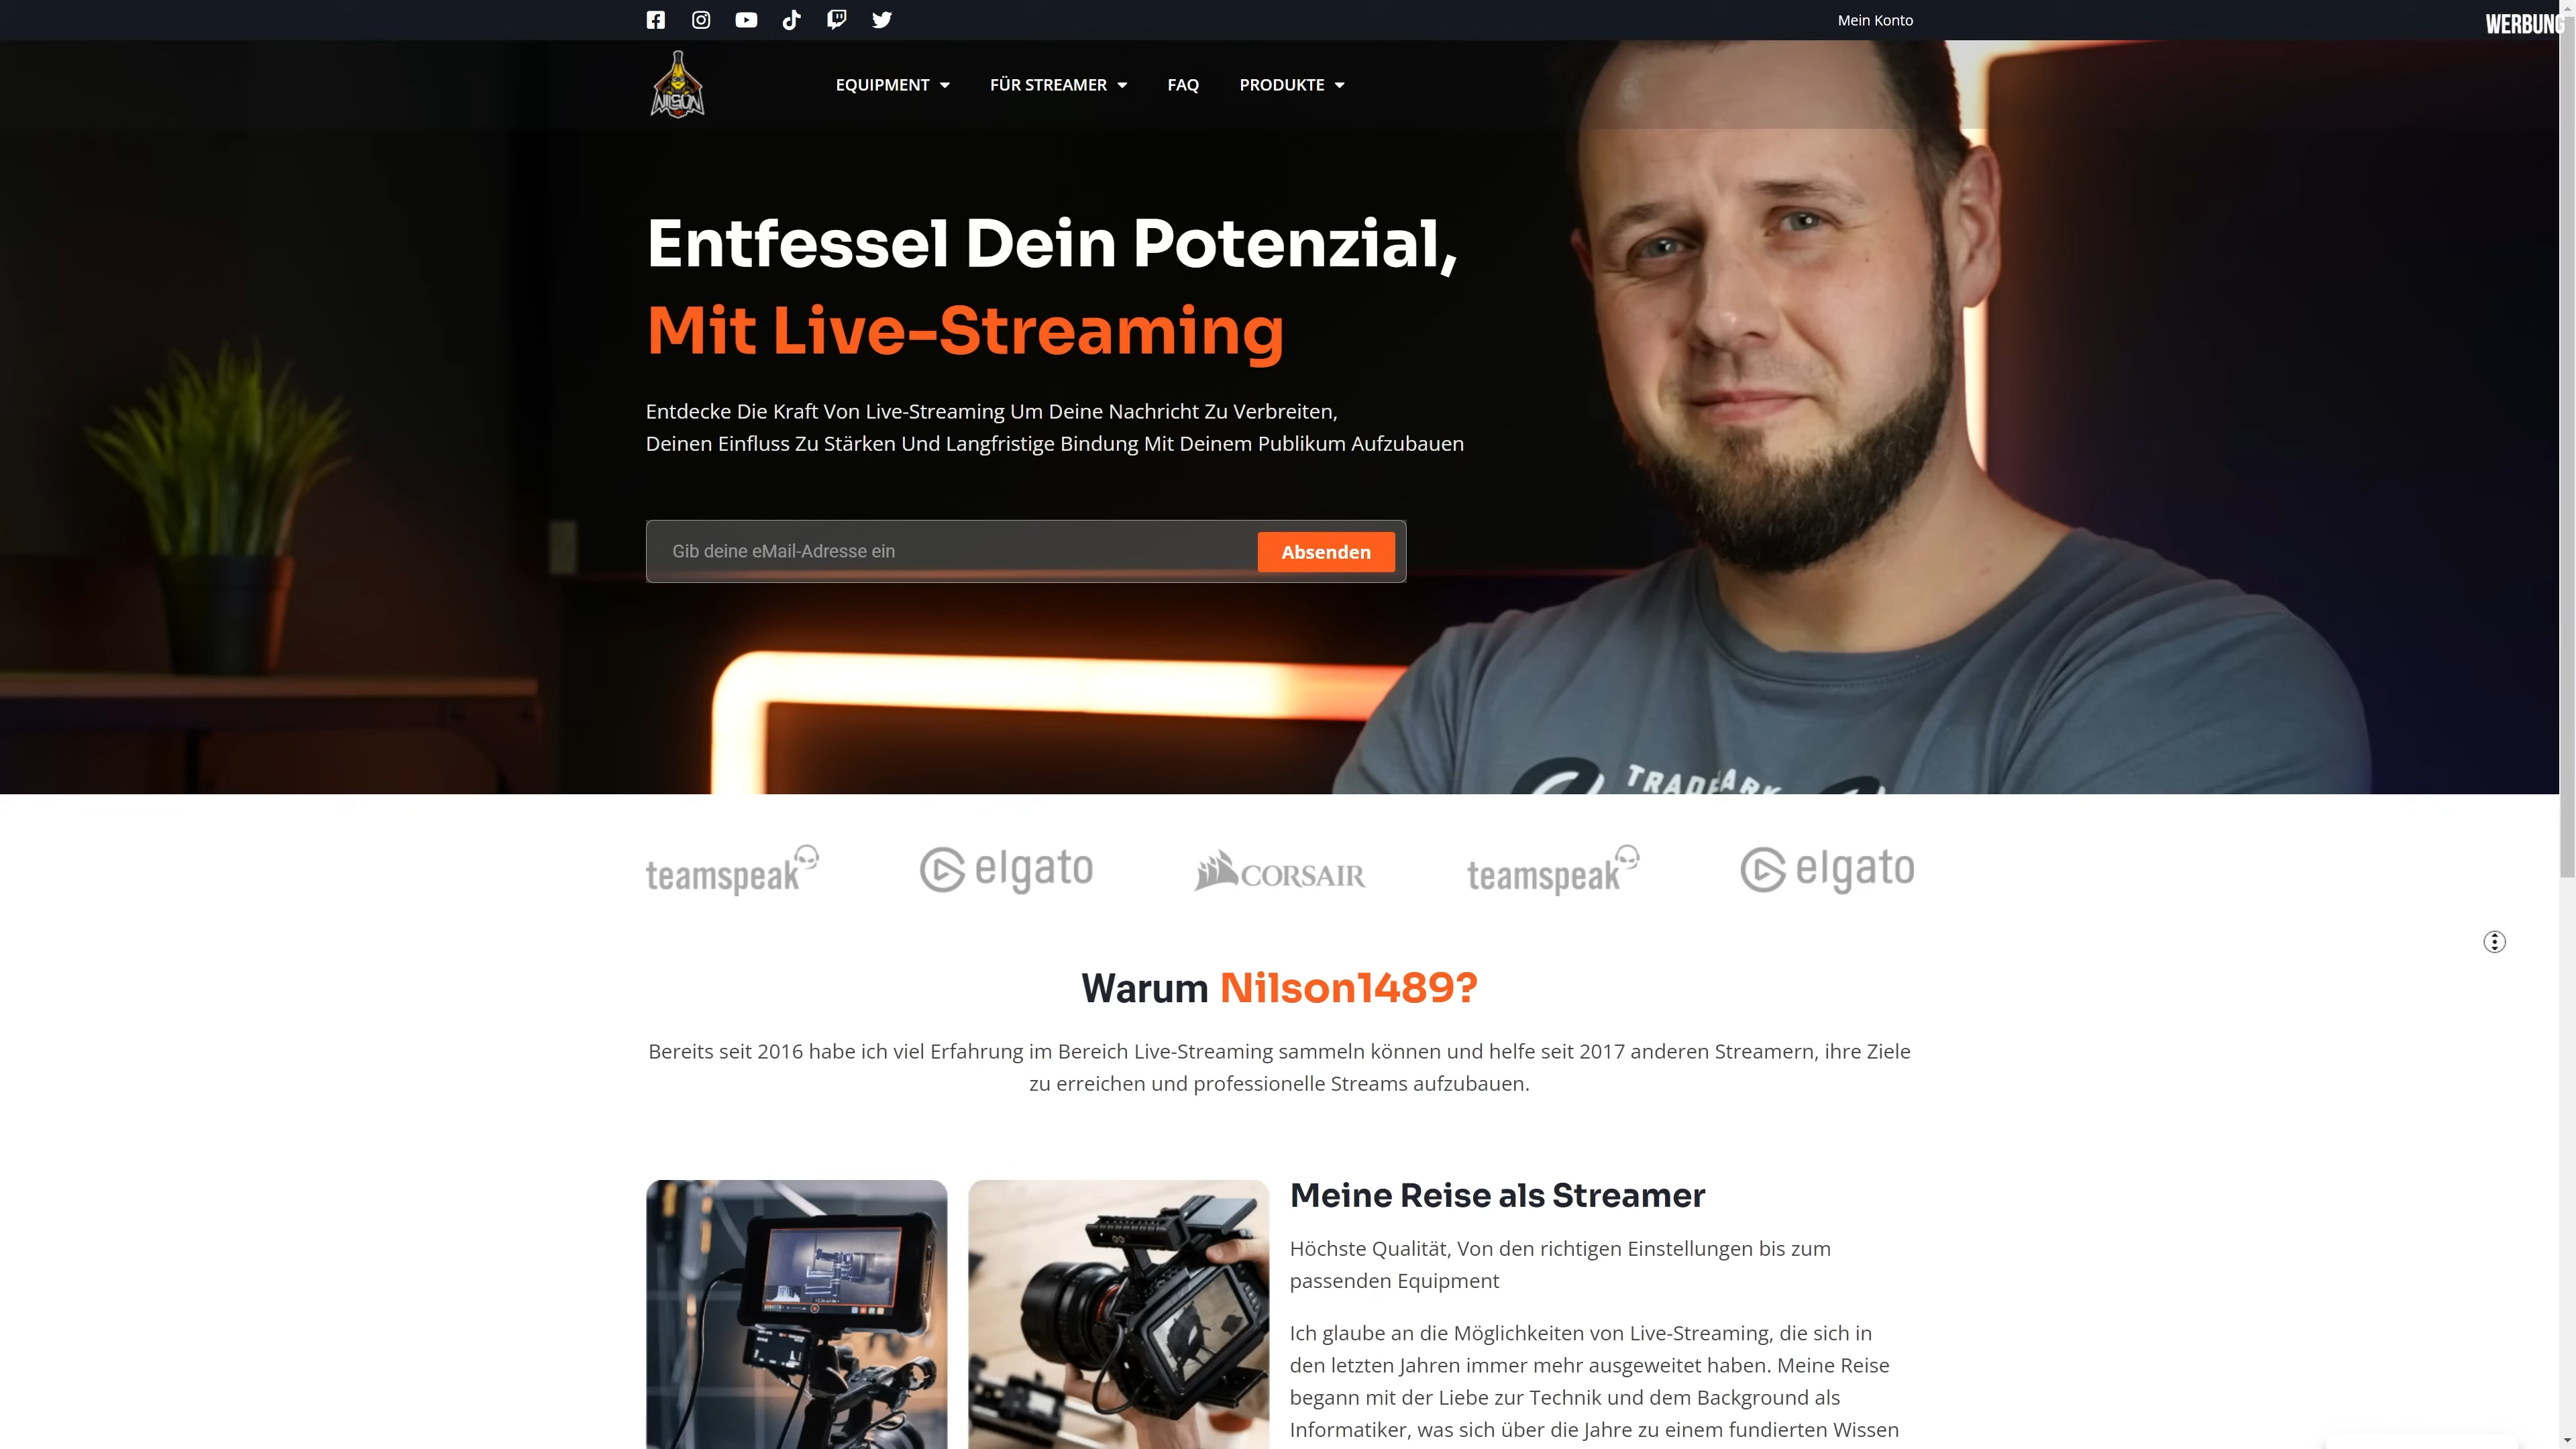 Mein Konto
WERBUNG
NILSON
EQUIPMENT
FÜR STREAMER
FAQ
PRODUKTE
Entfessel Dein Potenzial,
Mit Live-Streaming
Entdecke Die Kraft Von Live-Streaming Um Deine Nachricht Zu Verbreiten,
Deinen Einfluss Zu Stärken Und Langfristige Bindung Mit Deinem Publikum Aufzubauen
Gib deine eMail-Adresse ein
Absenden
teamspeak
elgato
CORSAIR
teamspeak
elgato
Warum Nilson1489?
Bereits seit 2016 habe ich viel Erfahrung im Bereich Live-Streaming sammeln können und helfe seit 2017 anderen Streamern, ihre Ziele
zu erreichen und professionelle Streams aufzubauen.
Meine Reise als Streamer
Höchste Qualität, Von den richtigen Einstellungen bis zum
passenden Equipment
Ich glaube an die Möglichkeiten von Live-Streaming, die sich in
den letzten Jahren immer mehr ausgeweitet haben. Meine Reise
begann mit der Liebe zur Technik und dem Background als
Informatiker, was sich über die Jahre zu einem fundierten Wissen